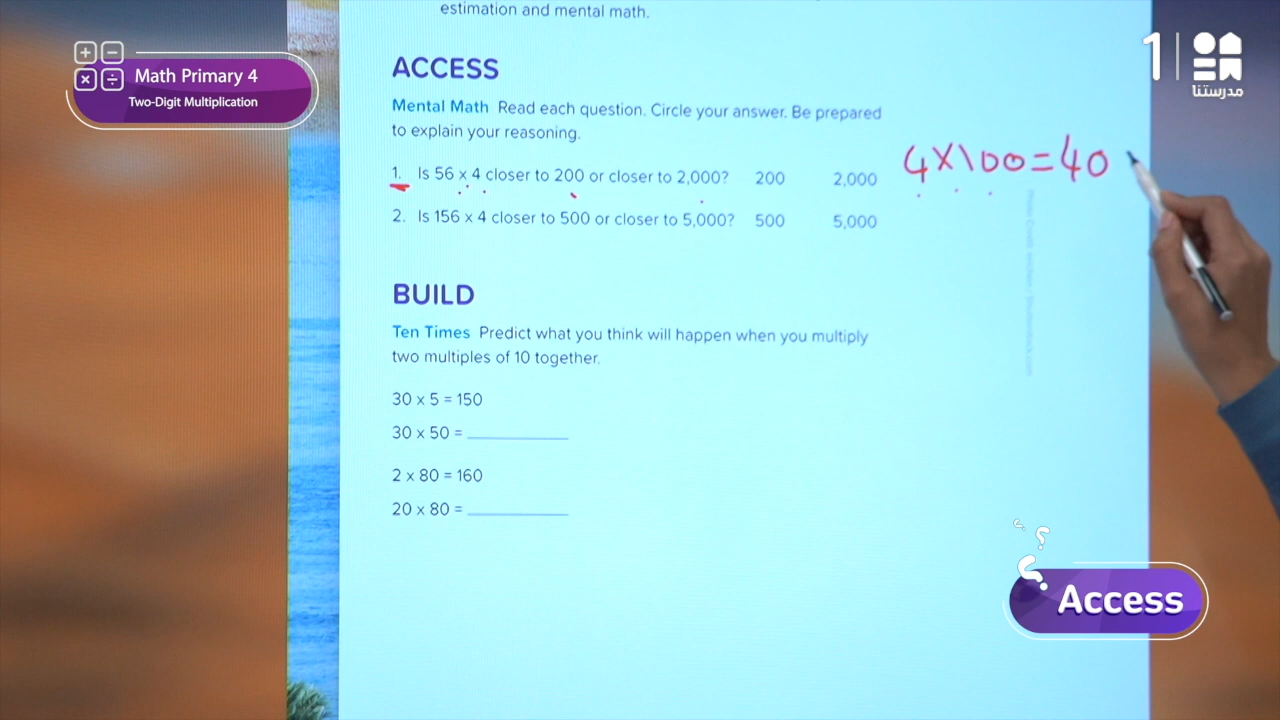 estimation and mental math.
Math Primary 4
Two-Digit Multiplication
1
مدرستنا
ACCESS
Mental Math Read each question. Circle your answer. Be prepared
to explain your reasoning.
1. Is 56 x 4 closer to 200 or closer to 2,000? 200 2,000
4X100=40
2. Is 156 x 4 closer to 500 or closer to 5,000? 500 5,000
BUILD
Ten Times Predict what you think will happen when you multiply
two multiples of 10 together.
30 x 5 = 150
30 x 50 = ____________
2 x 80 = 160
20 x 80 = ____________
؟ ؟ ؟
Access